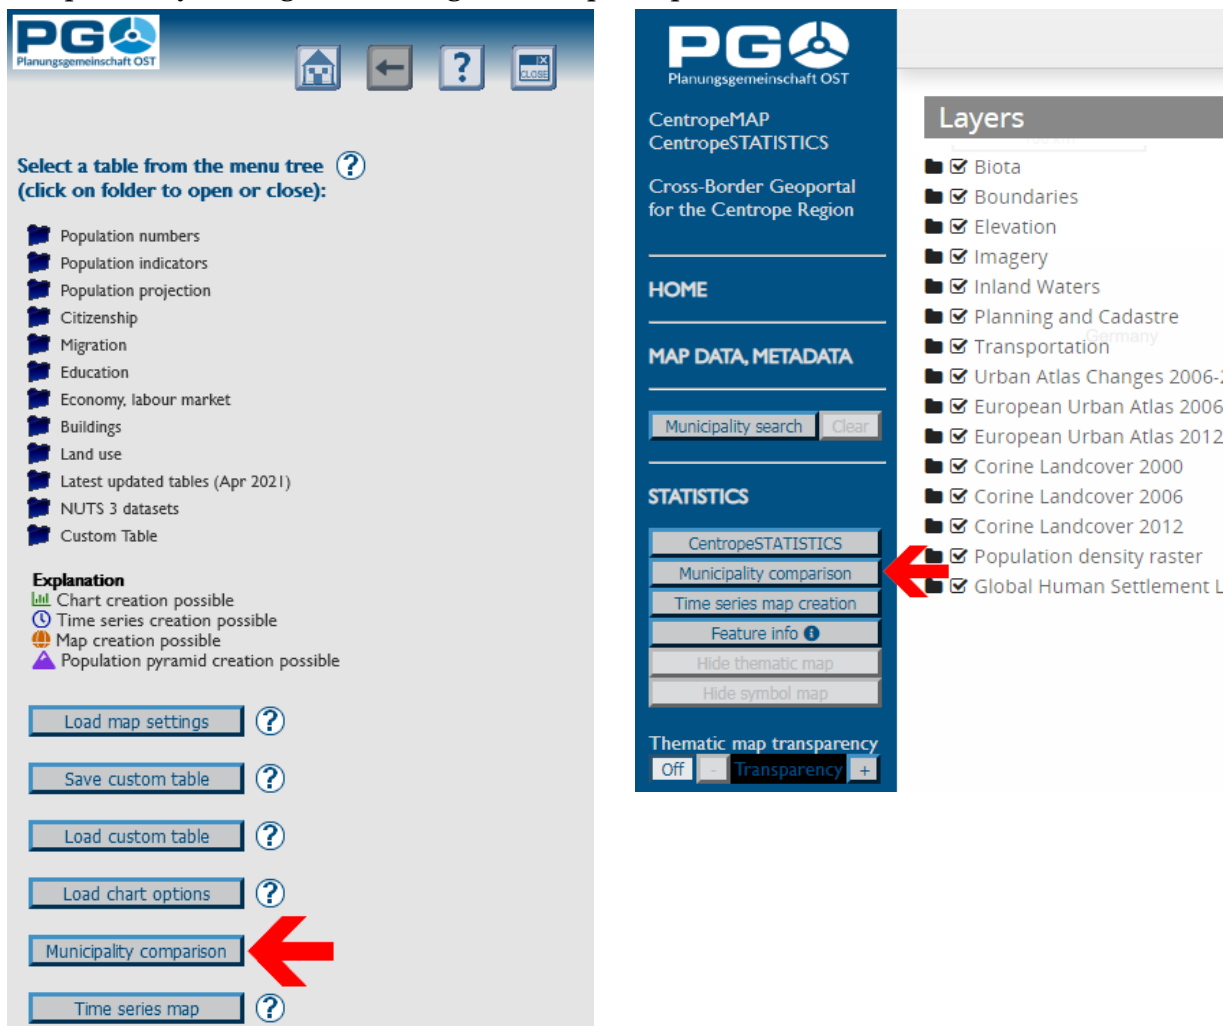 PGO
Planungsgemeinschaft OST
CLOSE
Select a table from the menu tree ?
(click on folder to open or close):
Population numbers
Population indicators
Population projection
Citizenship
Migration
Education
Economy, labour market
Buildings
Land use
Latest updated tables (Apr 2021)
NUTS 3 datasets
Custom Table
Explanation
Chart creation possible
Time series creation possible
Map creation possible
Population pyramid creation possible
Load map settings ?
Save custom table ?
Load custom table ?
Load chart options ?
Municipality comparison
Time series map ?
PGO
Planungsgemeinschaft OST
CentropeMAP
CentropeSTATISTICS
Cross-Border Geoportal
for the Centrope Region
HOME
MAP DATA, METADATA
Municipality search Clear
STATISTICS
CentropeSTATISTICS
Municipality comparison
Time series map creation
Feature info
Hide thematic map
Hide symbol map
Thematic map transparency
Off - Transparency +
Layers
Biota
Boundaries
Elevation
Imagery
Inland Waters
Planning and Cadastre
Germany
Transportation
Urban Atlas Changes 2006-
European Urban Atlas 2006
European Urban Atlas 2012
Corine Landcover 2000
Corine Landcover 2006
Corine Landcover 2012
Population density raster
Global Human Settlement L